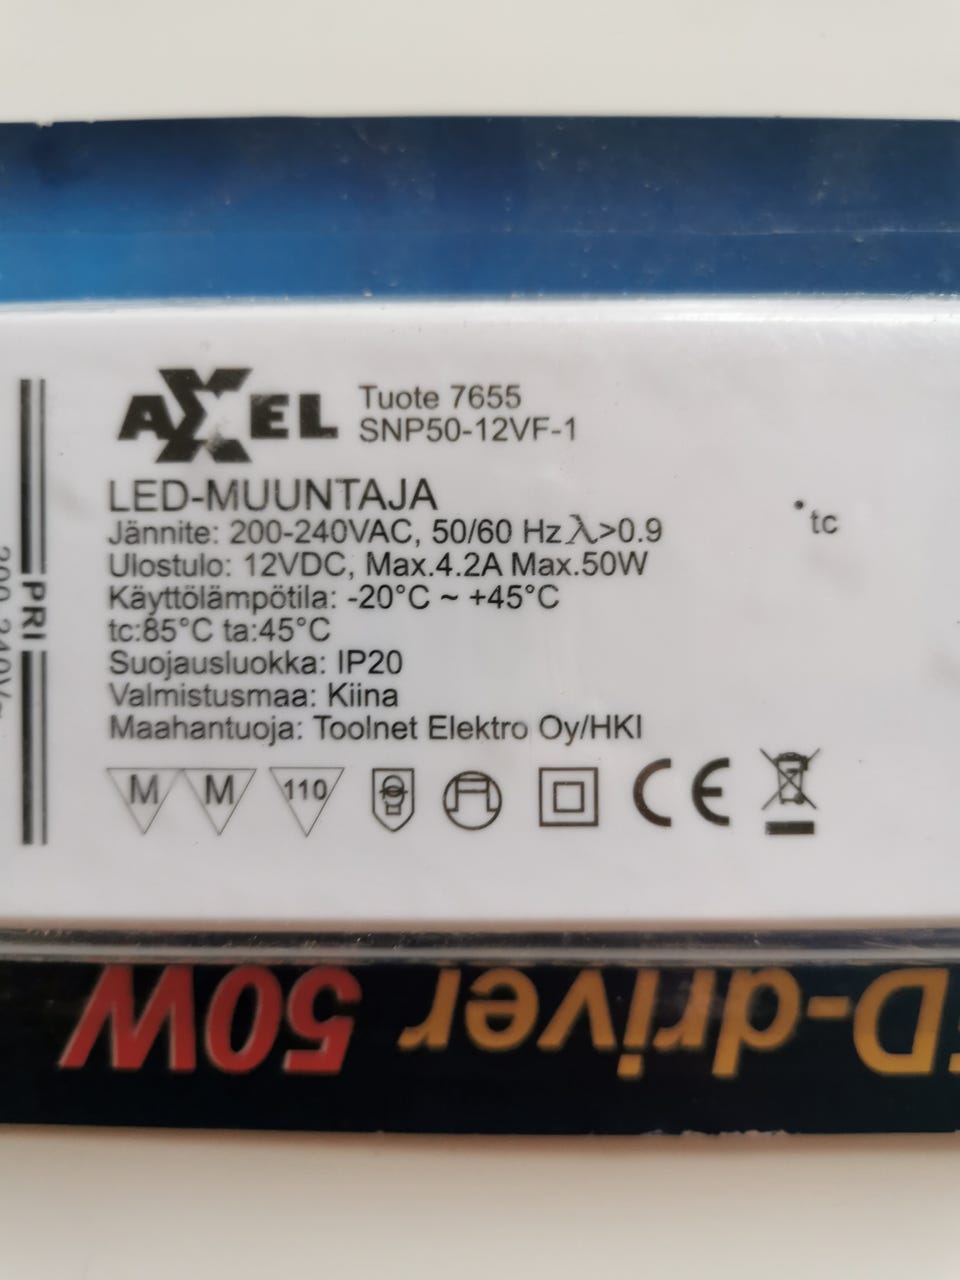 AXEL
Tuote 7655
SNP50-12VF-1
LED-MUUNTAJA
Jännite: 200-240VAC, 50/60 Hz λ>0.9
Ulostulo: 12VDC, Max.4.2A Max.50W
Käyttölämpötila: -20°C ~ +45°C
tc:85°C ta:45°C
Suojausluokka: IP20
Valmistusmaa: Kiina
Maahantuoja: Toolnet Elektro Oy/HKI
M M 110 CE
tc
PRI
D-driver 50W